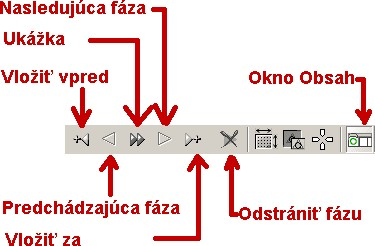 Nasledujúca fáza
Ukážka
Vložiť vpred
Okno Obsah
Predchádzajúca fáza
Odstrániť fázu
Vložiť za